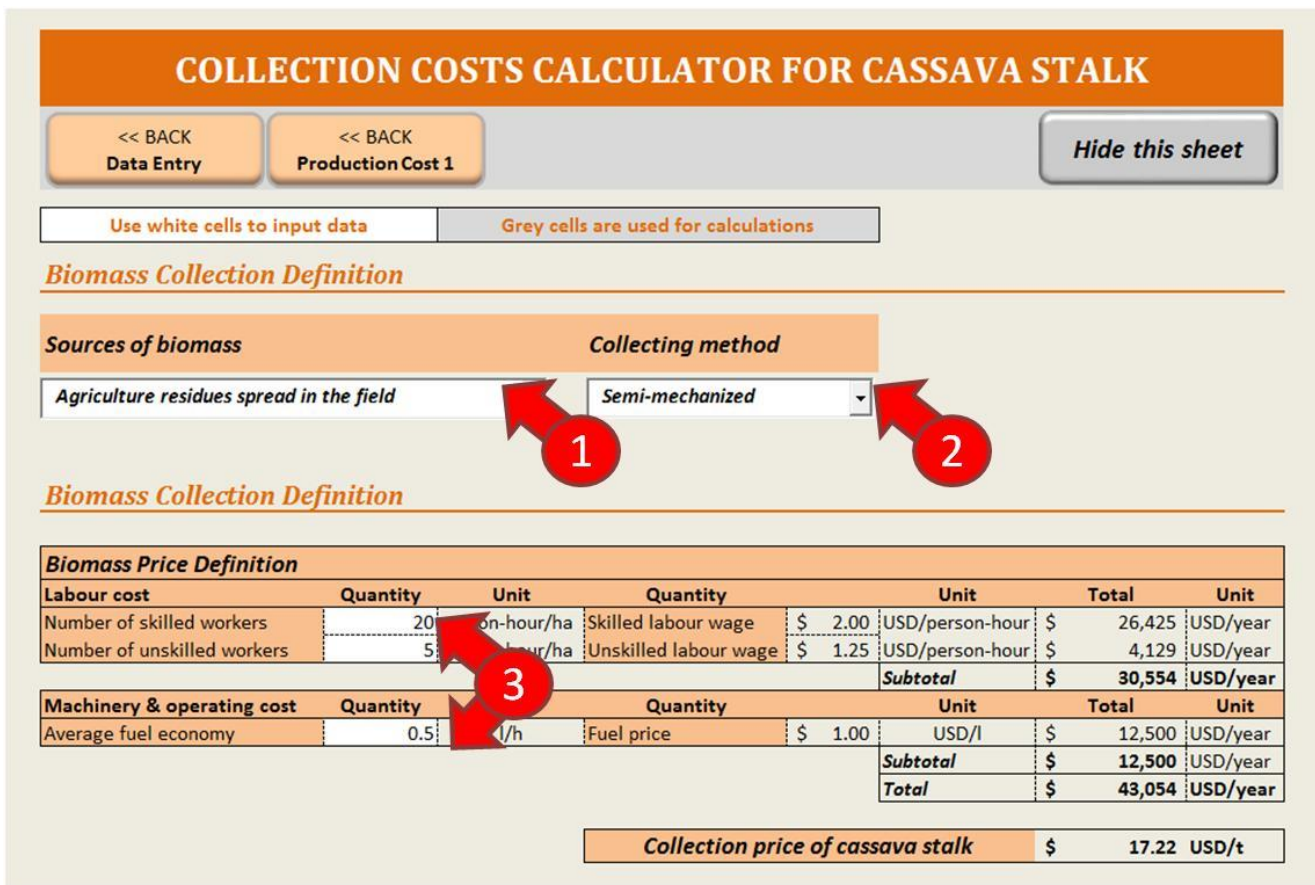 COLLECTION COSTS CALCULATOR FOR CASSAVA STALK
<< BACK
Data Entry
<< BACK
Production Cost 1
Hide this sheet
Use white cells to input data Grey cells are used for calculations
Biomass Collection Definition
Sources of biomass Collecting method
Agriculture residues spread in the field Semi-mechanized
1 2
Biomass Collection Definition
Biomass Price Definition
Labour cost Quantity Unit Quantity Unit Total Unit
Number of skilled workers 20 on-hour/ha Skilled labour wage $ 2.00 USD/person-hour $ 26,425 USD/year
Number of unskilled workers 5 hour/ha Unskilled labour wage $ 1.25 USD/person-hour $ 4,129 USD/year
3
Subtotal $ 30,554 USD/year
Machinery & operating cost Quantity Quantity Unit Total Unit
Average fuel economy 0.5 l/h Fuel price $ 1.00 USD/l $ 12,500 USD/year
Subtotal $ 12,500 USD/year
Total $ 43,054 USD/year
Collection price of cassava stalk $ 17.22 USD/t